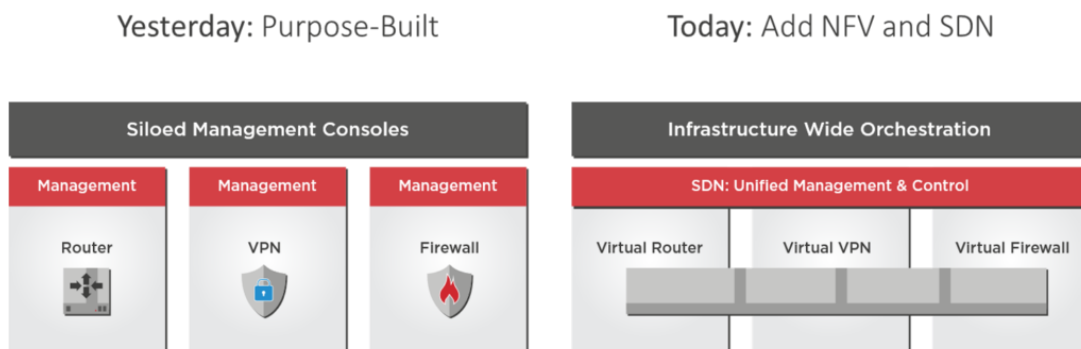 Yesterday: Purpose-Built
Siloed Management Consoles
Management
Management
Management
Router
VPN
Firewall
Today: Add NFV and SDN
Infrastructure Wide Orchestration
SDN: Unified Management & Control
Virtual Router
Virtual VPN
Virtual Firewall